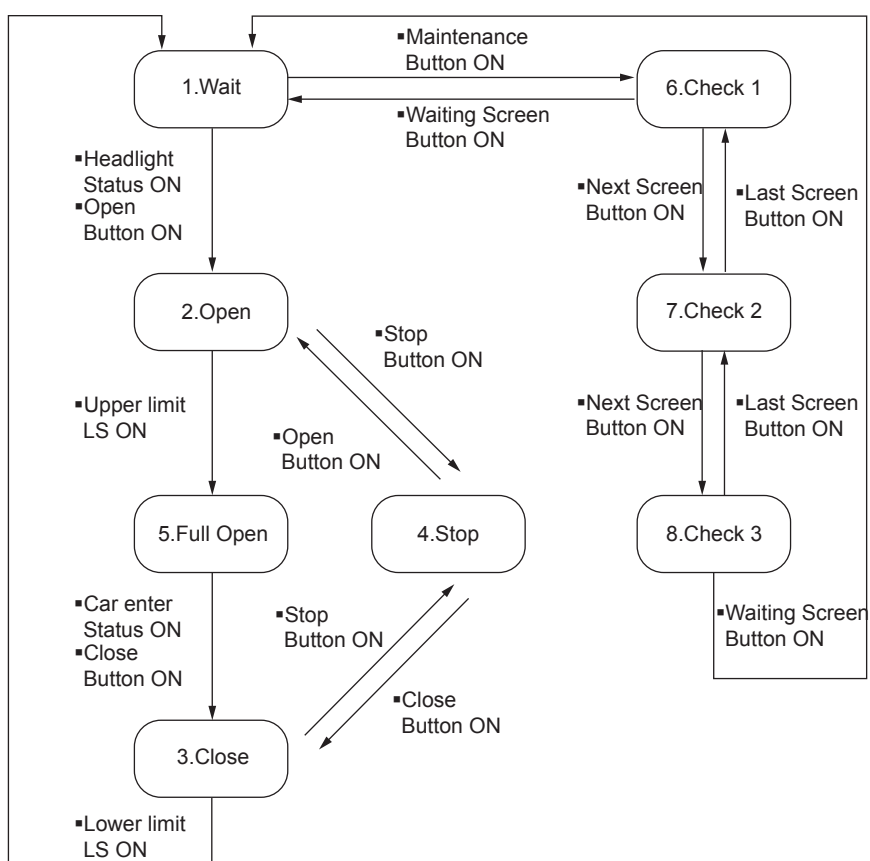 ▪Maintenance
Button ON
1.Wait
6.Check 1
▪Waiting Screen
Button ON
▪Headlight
Status ON
▪Open
Button ON
▪Next Screen
Button ON
▪Last Screen
Button ON
2.Open
7.Check 2
▪Stop
Button ON
▪Upper limit
LS ON
▪Open
Button ON
▪Next Screen
Button ON
▪Last Screen
Button ON
5.Full Open
4.Stop
8.Check 3
▪Car enter
Status ON
▪Close
Button ON
▪Stop
Button ON
▪Waiting Screen
Button ON
▪Close
Button ON
3.Close
▪Lower limit
LS ON